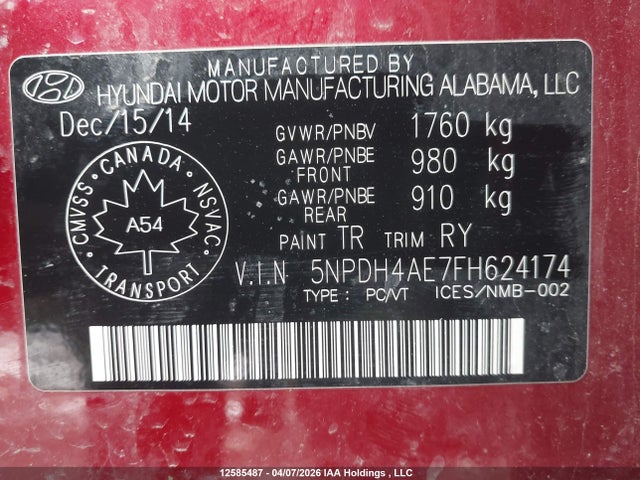 MANUFACTURED BY
HYUNDAI MOTOR MANUFACTURING ALABAMA, LLC
Dec/15/14
GVWR/PNBV 1760 kg
GAWR/PNBE FRONT 980 kg
GAWR/PNBE REAR 910 kg
PAINT TR TRIM RY
V.I.N 5NPDH4AE7FH624174
TYPE: PC/VT ICES/NMB-002
CANADA
CMVSS
NSVAC
A54
TRANSPORT
12585487 - 04/07/2026 IAA Holdings , LLC